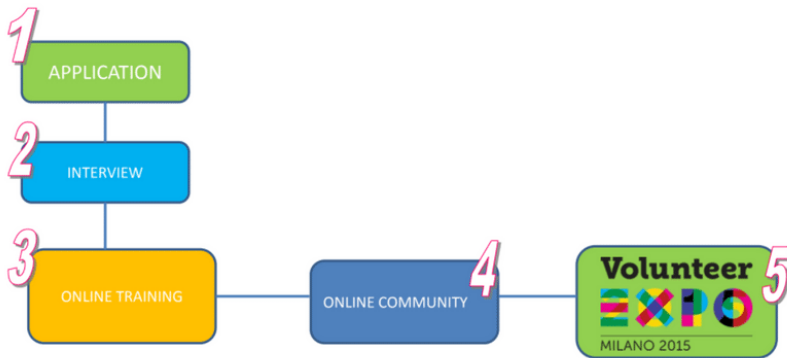 1
APPLICATION
2
INTERVIEW
3
ONLINE TRAINING
4
ONLINE COMMUNITY
5
Volunteer
EXPO
MILANO 2015